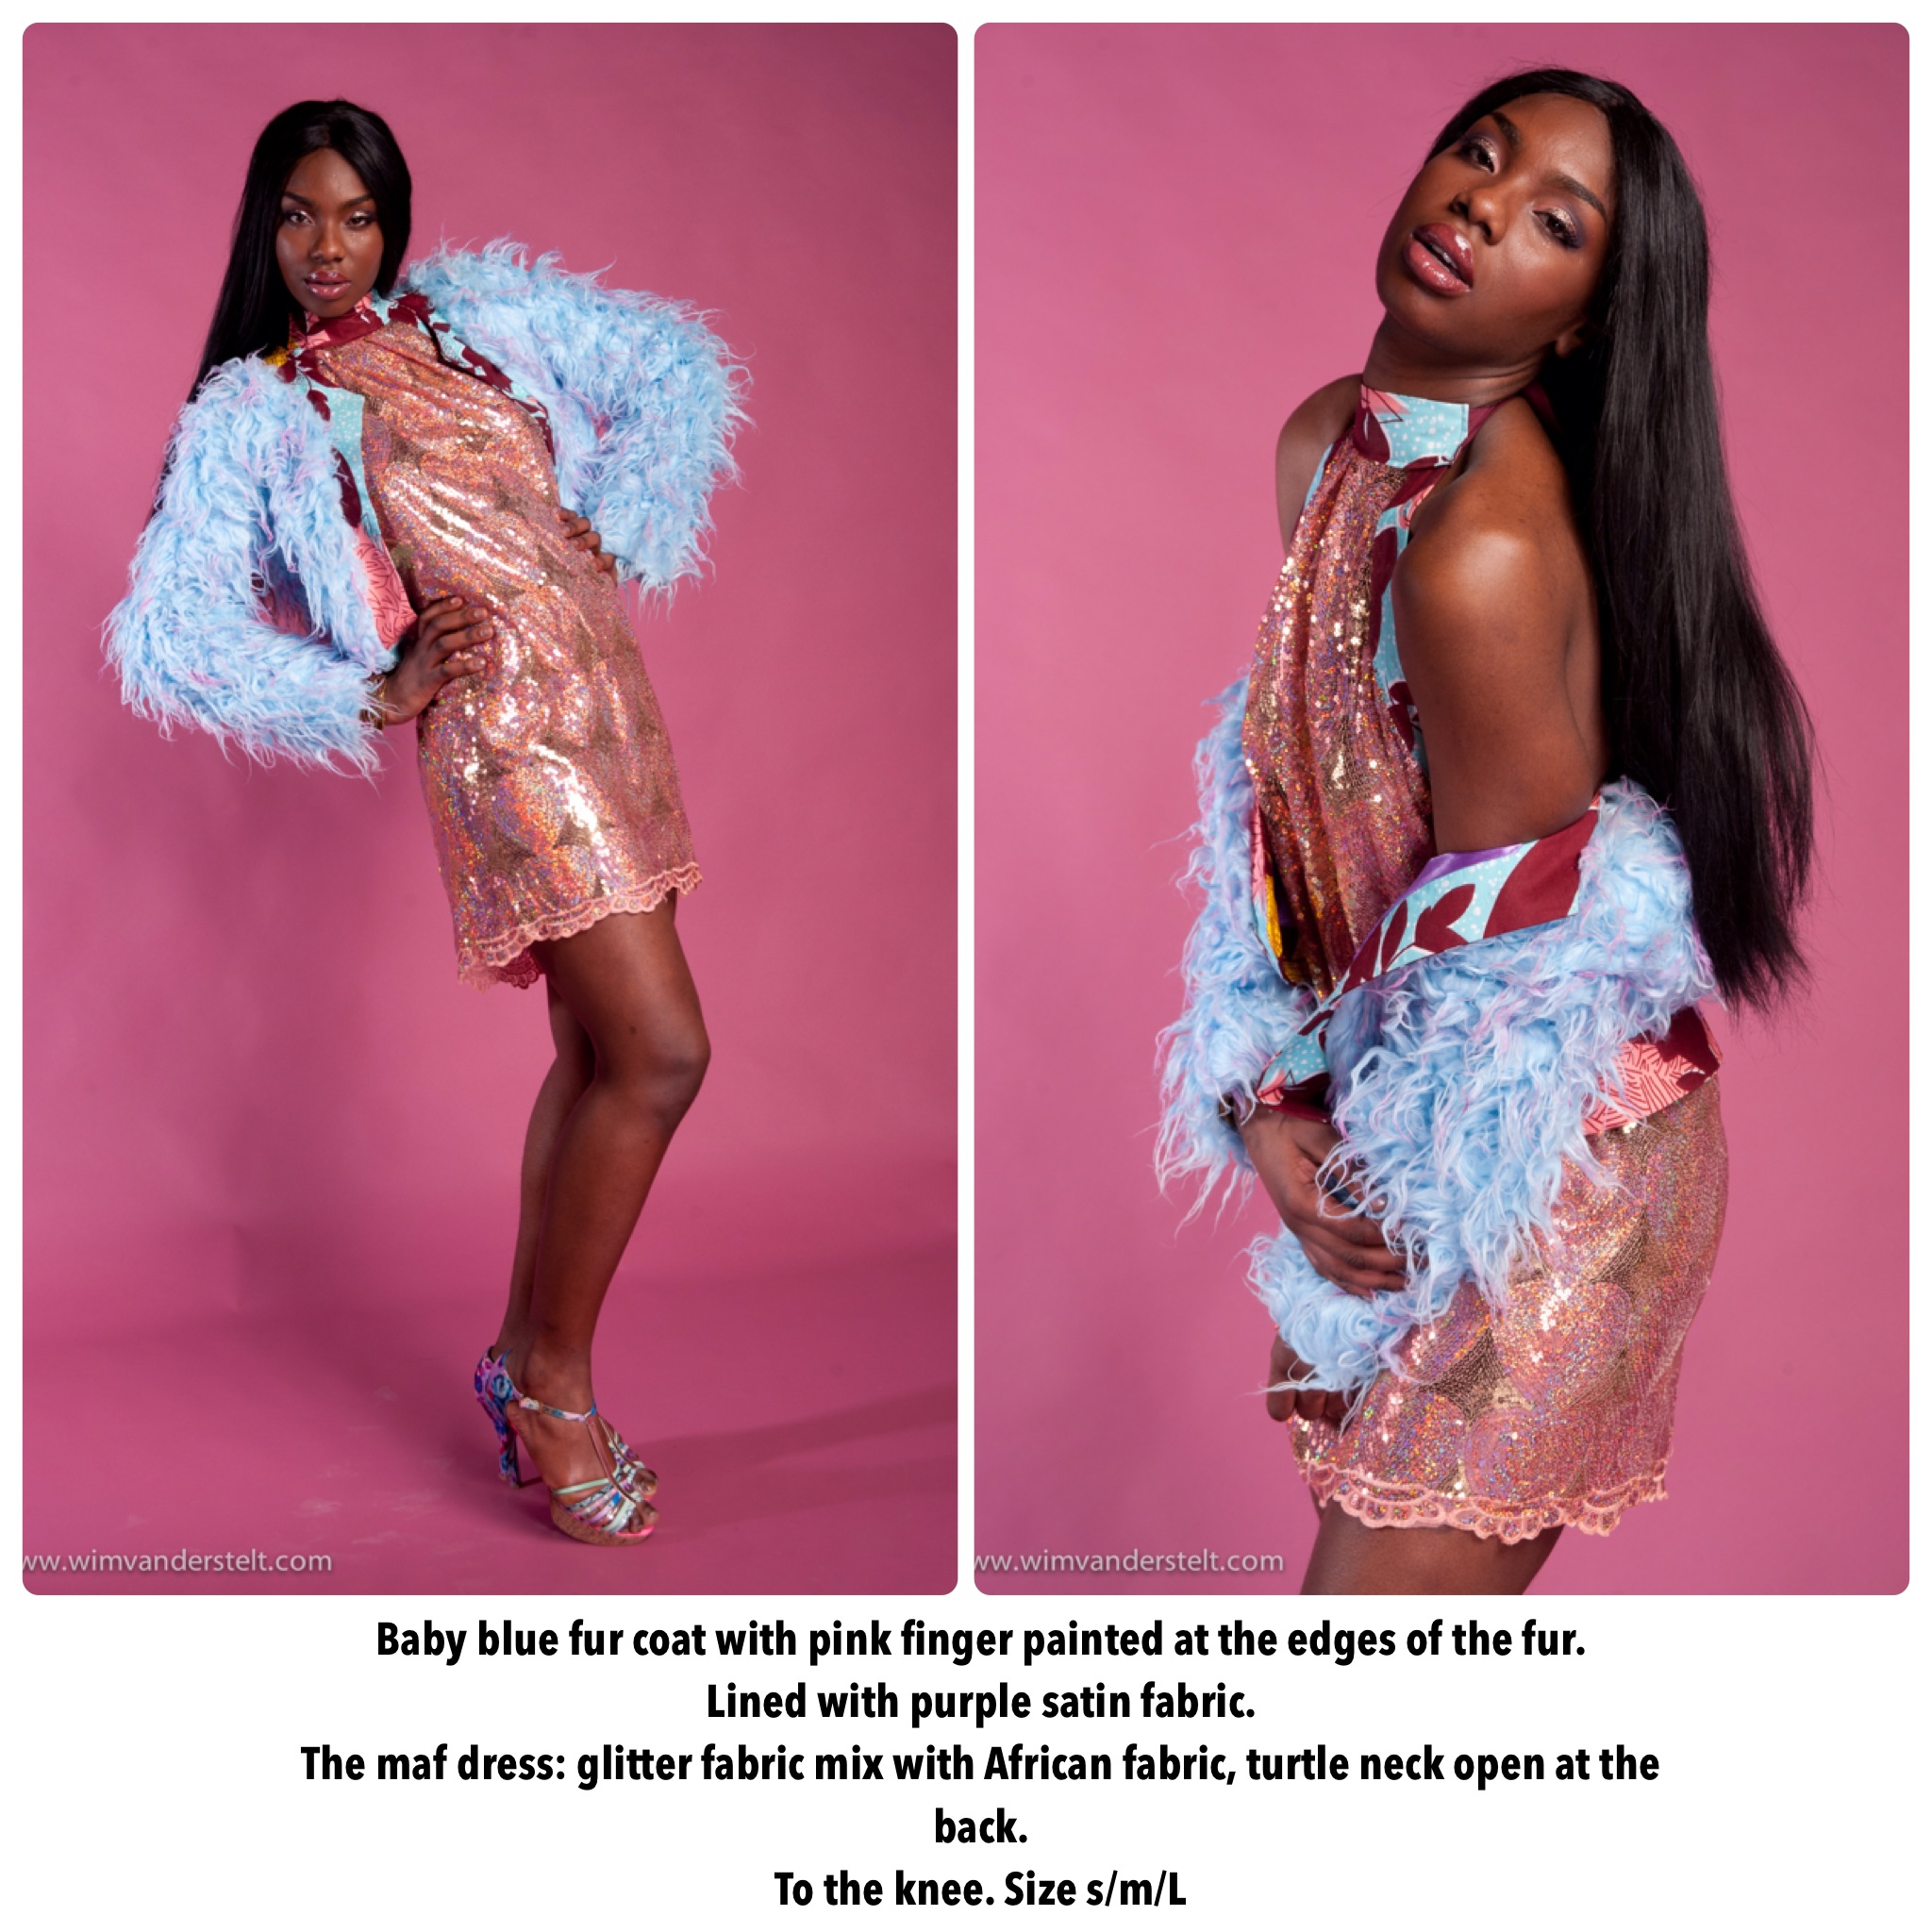 ww.wimvanderstelt.com
ww.wimvanderstelt.com
Baby blue fur coat with pink finger painted at the edges of the fur.
Lined with purple satin fabric.
The maf dress: glitter fabric mix with African fabric, turtle neck open at the
back.
To the knee. Size s/m/L